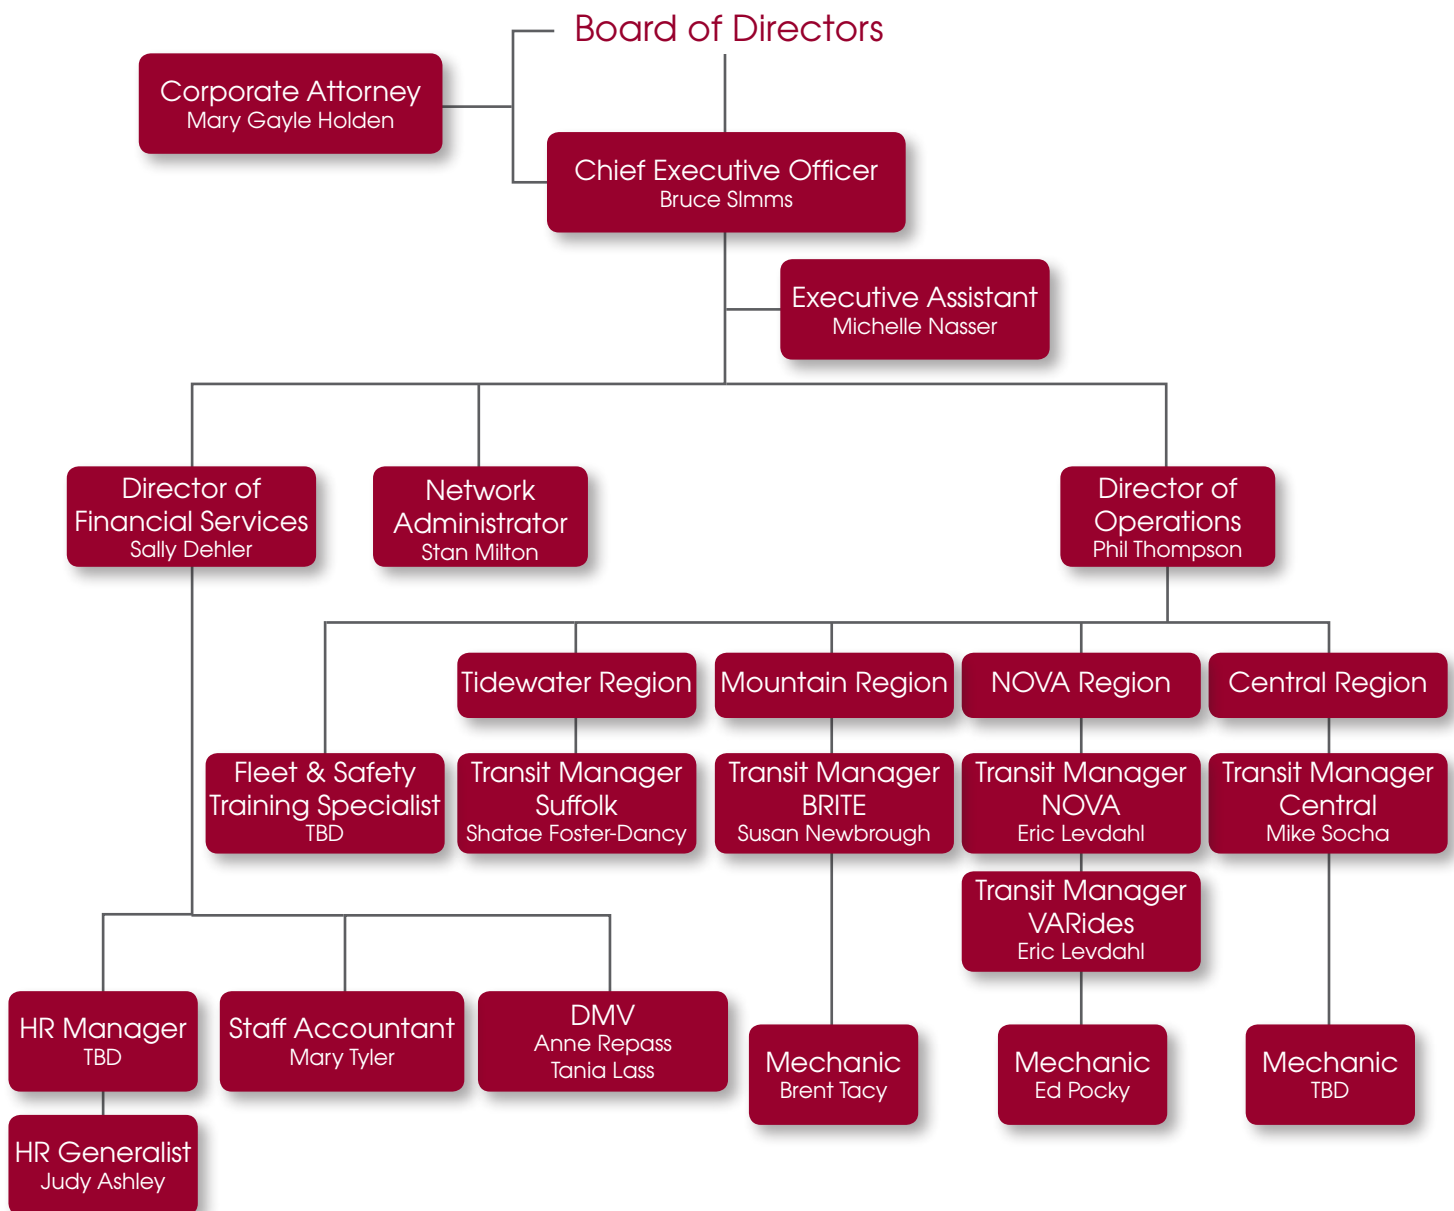 Board of Directors
Corporate Attorney
Mary Gayle Holden
Chief Executive Officer
Bruce SImms
Executive Assistant
Michelle Nasser
Director of
Financial Services
Sally Dehler
Network
Administrator
Stan Milton
Director of
Operations
Phil Thompson
Tidewater Region
Mountain Region
NOVA Region
Central Region
Fleet & Safety
Training Specialist
TBD
Transit Manager
Suffolk
Shatae Foster-Dancy
Transit Manager
BRITE
Susan Newbrough
Transit Manager
NOVA
Eric Levdahl
Transit Manager
Central
Mike Socha
Transit Manager
VARides
Eric Levdahl
HR Manager
TBD
Staff Accountant
Mary Tyler
DMV
Anne Repass
Tania Lass
Mechanic
Brent Tacy
Mechanic
Ed Pocky
Mechanic
TBD
HR Generalist
Judy Ashley